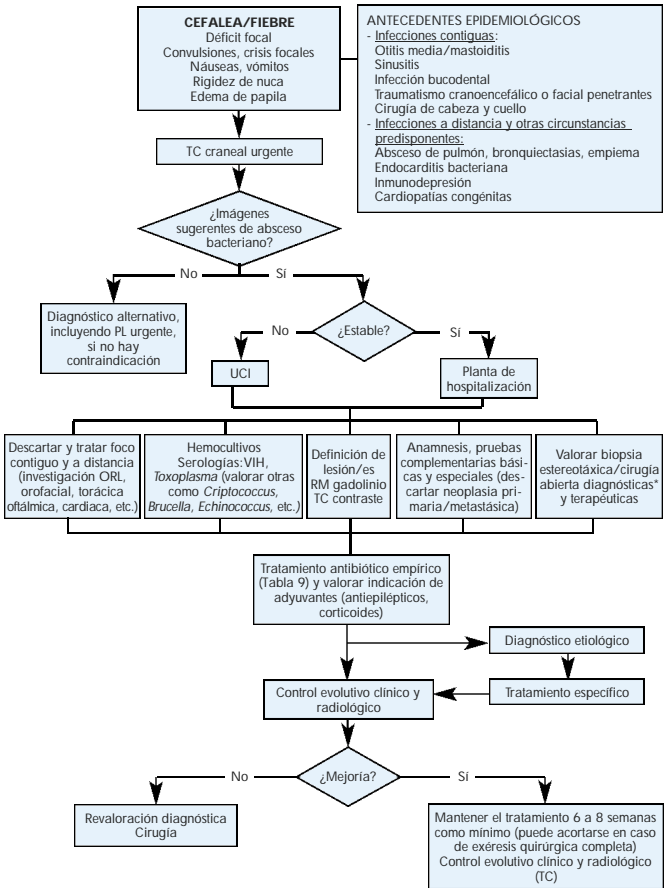 CEFALEA/FIEBRE
Déficit focal
Convulsiones, crisis focales
Náuseas, vómitos
Rigidez de nuca
Edema de papila
ANTECEDENTES EPIDEMIOLÓGICOS
- Infecciones contiguas:
Otitis media/mastoiditis
Sinusitis
Infección bucodental
Traumatismo cranoencefálico o facial penetrantes
Cirugía de cabeza y cuello
- Infecciones a distancia y otras circunstancias
predisponentes:
Absceso de pulmón, bronquiectasias, empiema
Endocarditis bacteriana
Inmunodepresión
Cardiopatías congénitas
TC craneal urgente
¿Imágenes
sugerentes de absceso
bacteriano?
No
Sí
Diagnóstico alternativo,
incluyendo PL urgente,
si no hay
contraindicación
¿Estable?
No
Sí
UCI
Planta de
hospitalización
Descartar y tratar foco
contiguo y a distancia
(investigación ORL,
orofacial, torácica
oftálmica, cardiaca, etc.)
Hemocultivos
Serologías: VIH,
Toxoplasma (valorar otras
como Criptococcus,
Brucella, Echinococcus, etc.)
Definición de
lesión/es
RM gadolinio
TC contraste
Anamnesis, pruebas
complementarias bási-
cas y especiales (des-
cartar neoplasia pri-
maria/metastásica)
Valorar biopsia
estereotáxica/cirugía
abierta diagnósticas*
y terapéuticas
Tratamiento antibiótico empírico
(Tabla 9) y valorar indicación de
adyuvantes (antiepilépticos,
corticoides)
Diagnóstico etiológico
Tratamiento específico
Control evolutivo clínico y
radiológico
¿Mejoría?
No
Sí
Revaloración diagnóstica
Cirugía
Mantener el tratamiento 6 a 8 semanas
como mínimo (puede acortarse en caso
de exéresis quirúrgica completa)
Control evolutivo clínico y radiológico
(TC)